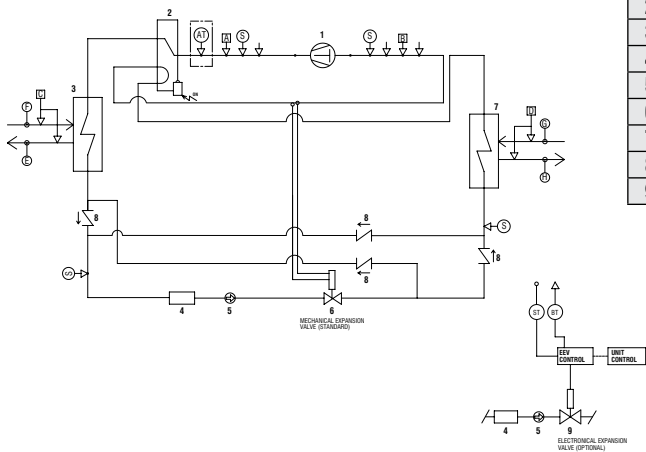 2
1
AT
A
S
S
B
ON
3
C
F
E
7
D
G
H
8
8
S
8
8
S
4
5
6
MECHANICAL EXPANSION
VALVE (STANDARD)
ST
BT
EEV
CONTROL
UNIT
CONTROL
4
5
9
ELECTRONICAL EXPANSION
VALVE (OPTIONAL)